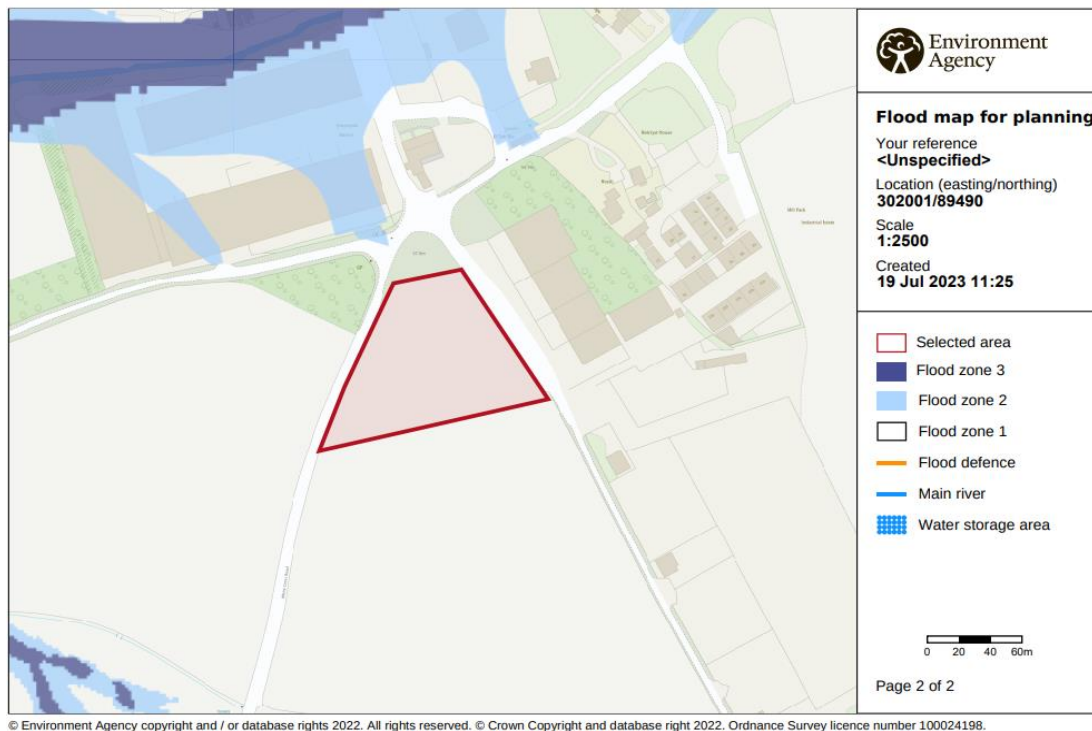 Environment
Agency
Flood map for planning
Your reference
<Unspecified>
Location (easting/northing)
302001/89490
Scale
1:2500
Created
19 Jul 2023 11:25
Selected area
Flood zone 3
Flood zone 2
Flood zone 1
Flood defence
Main river
Water storage area
0 20 40 60m
Page 2 of 2
© Environment Agency copyright and / or database rights 2022. All rights reserved. © Crown Copyright and database right 2022. Ordnance Survey licence number 100024198.